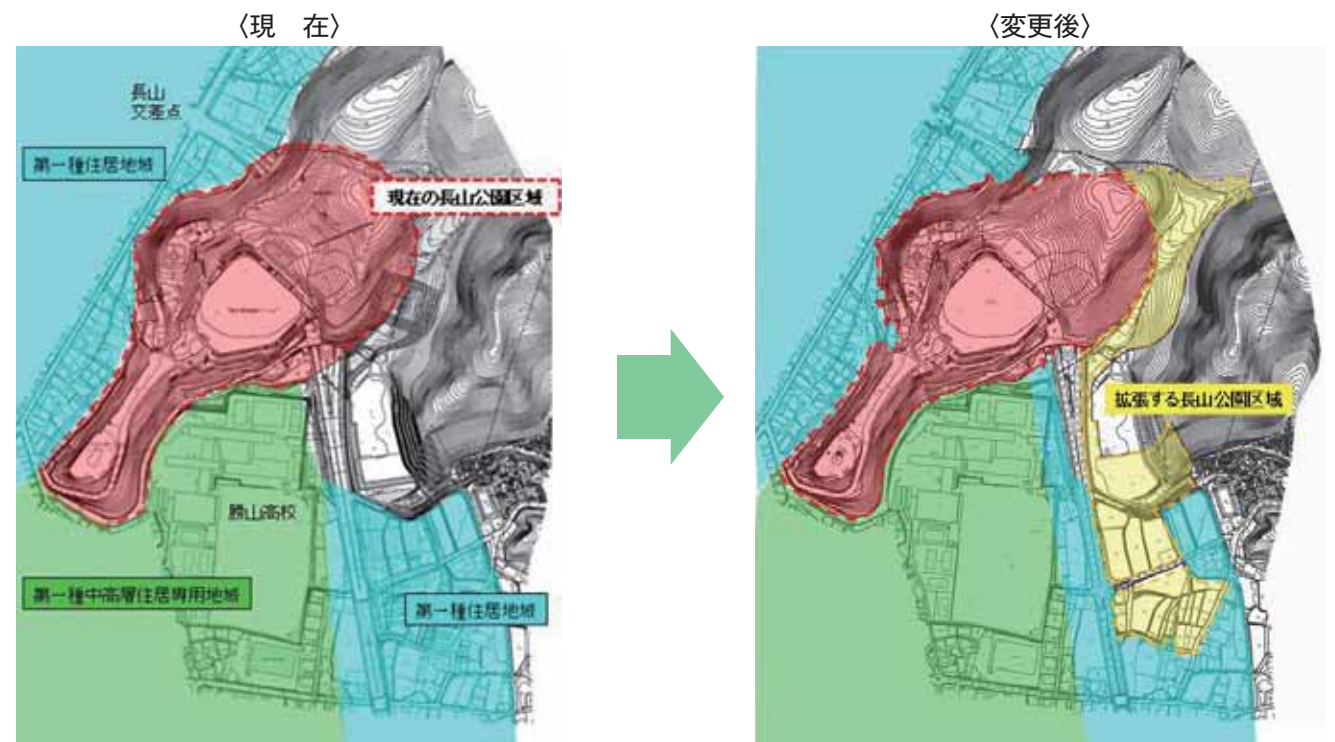 〈現　在〉
〈変更後〉
長山
交差点
第一種住居地域
現在の長山公園区域
拡張する長山公園区域
勝山高校
第一種中高層住居専用地域
第一種住居地域